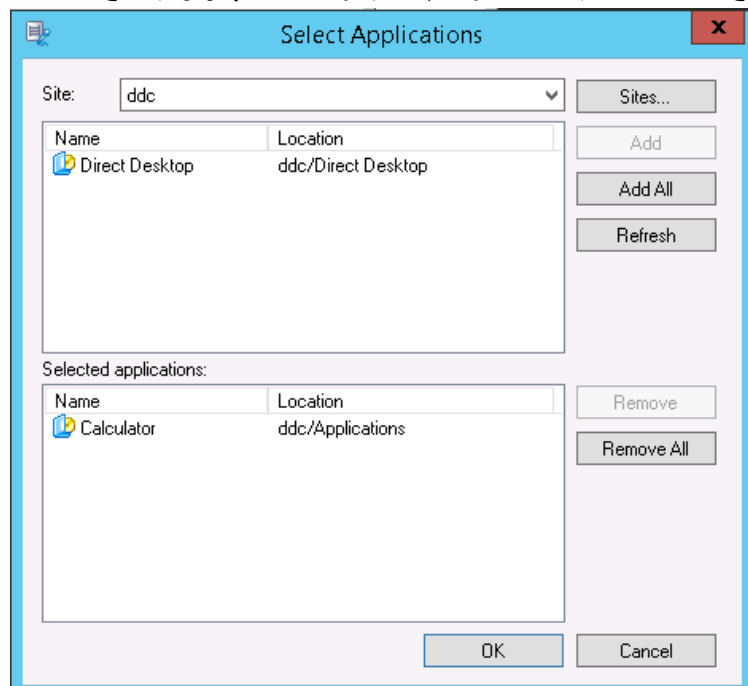 Select Applications
x
Site: ddc Sites...
Name Location Add
Direct Desktop ddc/Direct Desktop
Add All
Refresh
Selected applications:
Name Location Remove
Calculator ddc/Applications
Remove All
OK Cancel